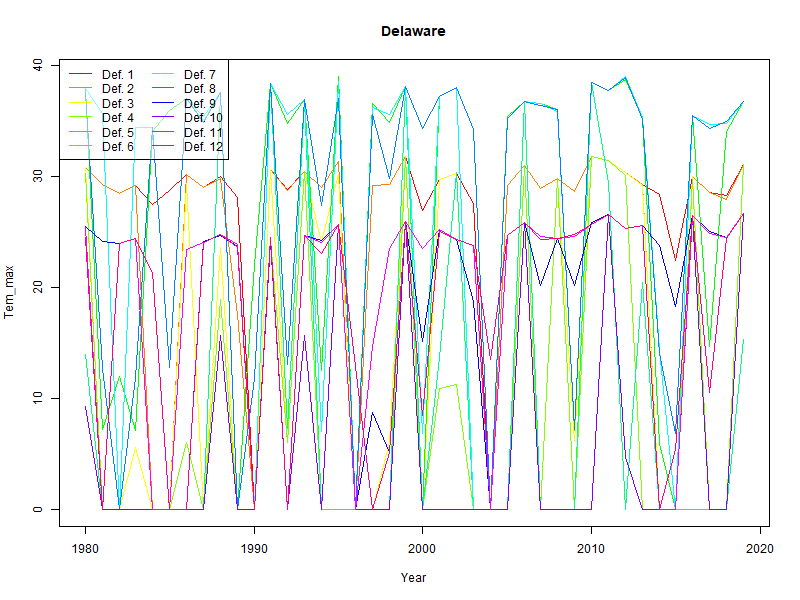 Delaware
Def. 1 Def. 7
Def. 2 Def. 8
Def. 3 Def. 9
Def. 4 Def. 10
Def. 5 Def. 11
Def. 6 Def. 12
40
30
20
10
0
Tem_max
1980 1990 2000 2010 2020
Year